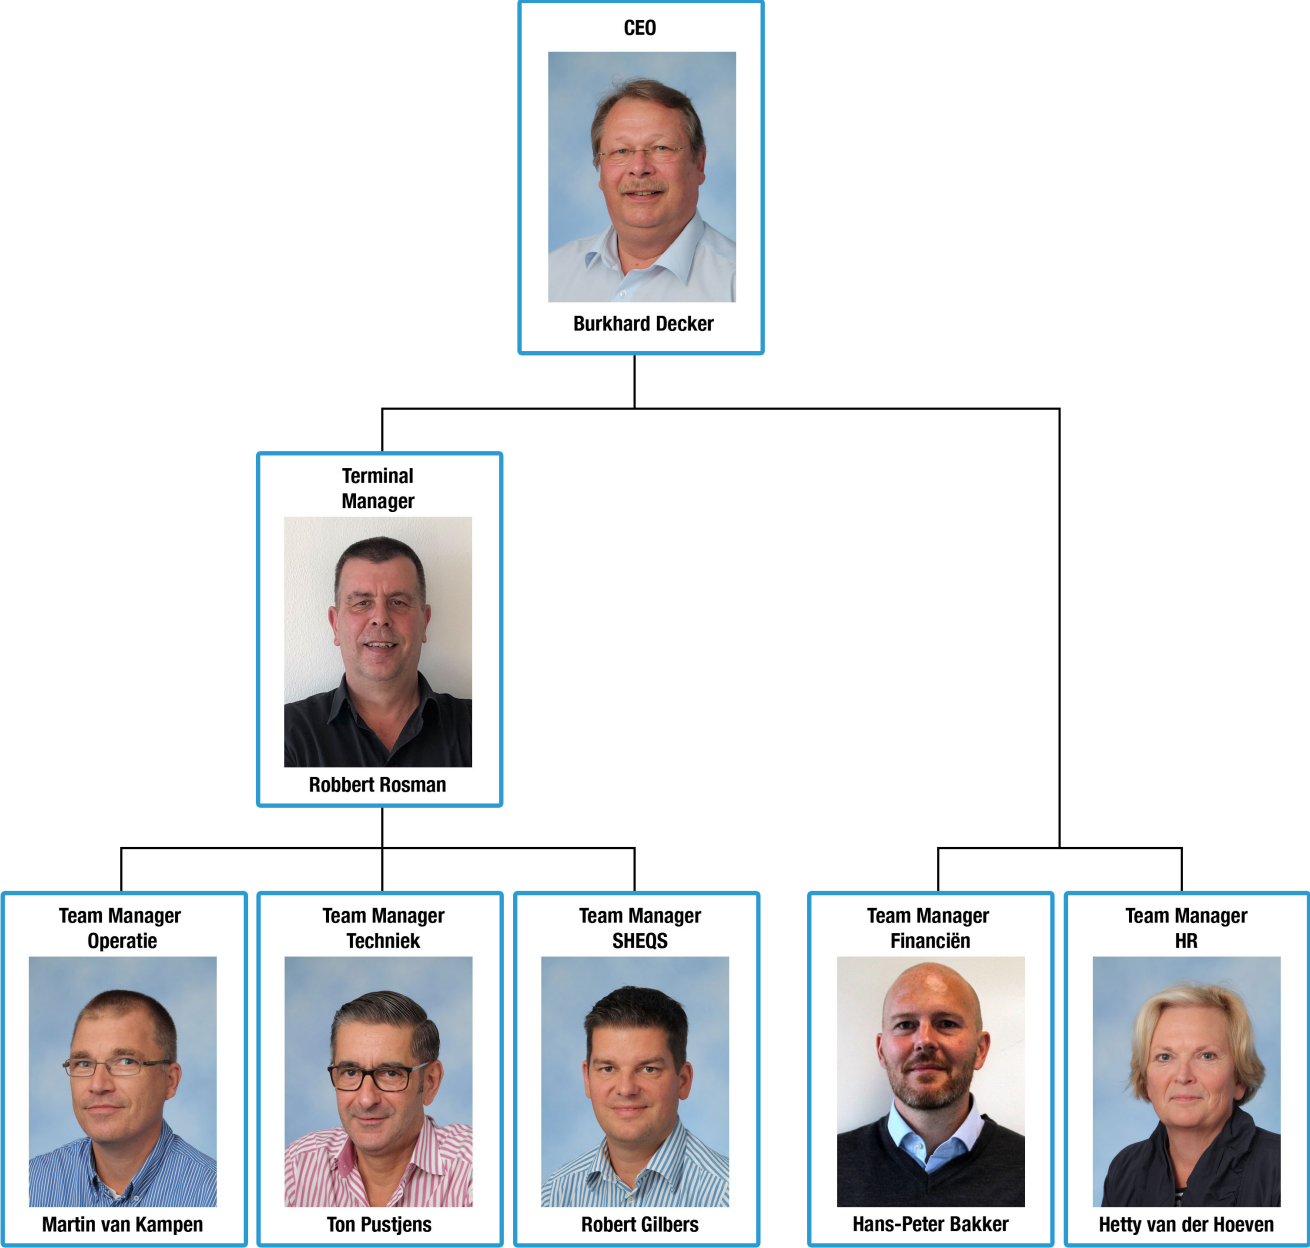 CEO
Burkhard Decker
Terminal
Manager
Robbert Rosman
Team Manager
Operatie
Martin van Kampen
Team Manager
Techniek
Ton Pustjens
Team Manager
SHEQS
Robert Gilbers
Team Manager
Financiën
Hans-Peter Bakker
Team Manager
HR
Hetty van der Hoeven